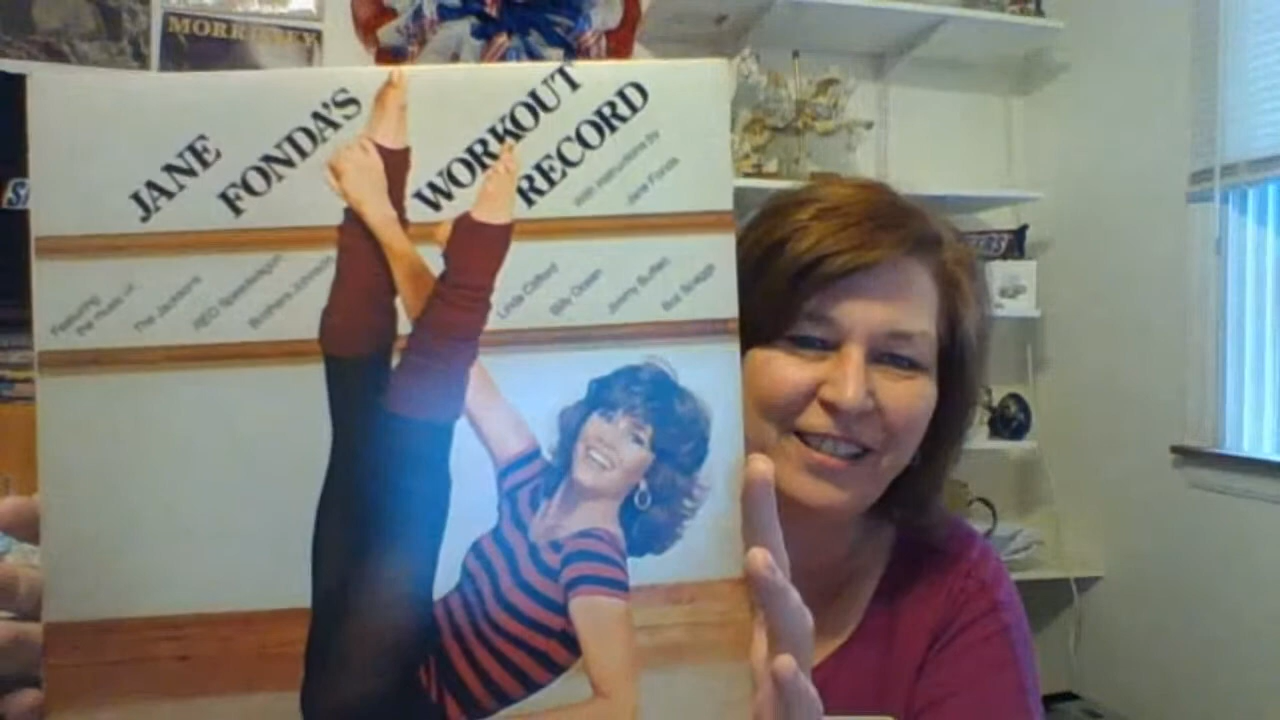 MORRISSEY
JANE
FONDA'S
WORKOUT
RECORD
With instructions by
Jane Fonda
Featuring
the music of...
The Jacksons
REO Speedwagon
Brothers Johnson
Linda Clifford
Billy Ocean
Jimmy Buffett
Boz Scaggs